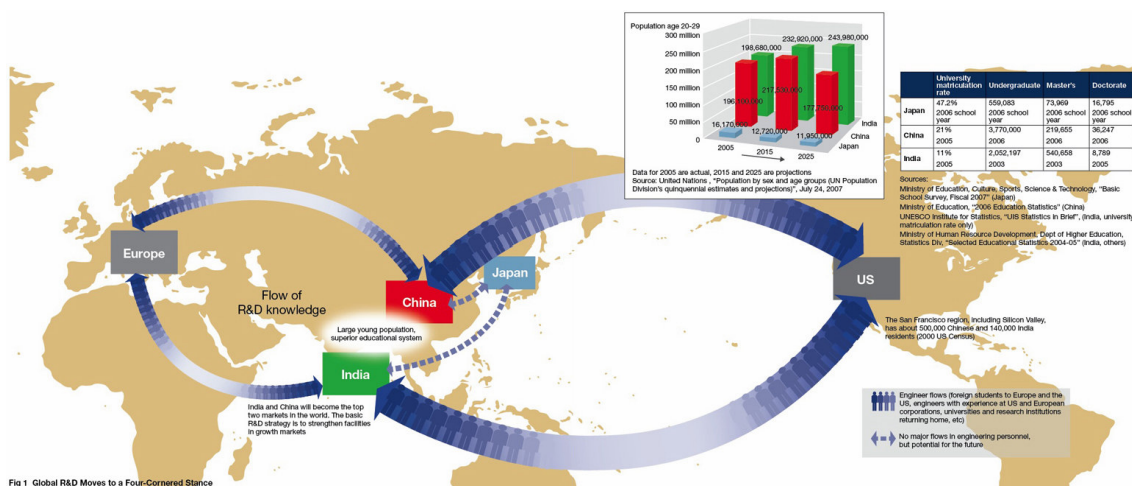 Population age 20-29
300 million
250 million
200 million
150 million
100 million
50 million
0
198,680,000
232,920,000
243,980,000
16,170,000
12,720,000
11,950,000
2005
2015
2025
India
China
Japan
Data for 2005 are actual, 2015 and 2025 are projections
Source: United Nations , "Population by sex and age groups (UN Population
Division's quinquennial estimates and projections)", July 24, 2007
University matriculation rate Undergraduate Master's Doctorate
Japan 47.2% 2006 school year 559,083 2006 school year 73,969 2006 school year 16,795 2006 school year
China 21% 2005 3,770,000 2006 219,655 2006 36,247 2006
India 11% 2005 2,052,197 2003 540,658 2003 8,789 2005
Sources:
Ministry of Education, Culture, Sports, Science & Technology, "Basic
School Survey, Fiscal 2007" (Japan)
Ministry of Education, "2006 Education Statistics" (China)
UNESCO Institute for Statistics, "UIS Statistics in Brief", (India, university
matriculation rate only)
Ministry of Human Resource Development, Dept of Higher Education,
Statistics Div, "Selected Educational Statistics 2004-05" (India, others)
Europe
Japan
US
China
Flow of
R&D knowledge
Large young population,
superior educational system
India
India and China will become the top
two markets in the world. The basic
R&D strategy is to strengthen facilities
in growth markets
The San Francisco region, including Silicon Valley,
has about 500,000 Chinese and 140,000 India
residents (2000 US Census)
Engineer flows (foreign students to Europe and the
US, engineers with experience at US and European
corporations, universities and research institutions
returning home, etc)
No major flows in engineering personnel,
but potential for the future
Fig 1 Global R&D Moves to a Four-Cornered Stance